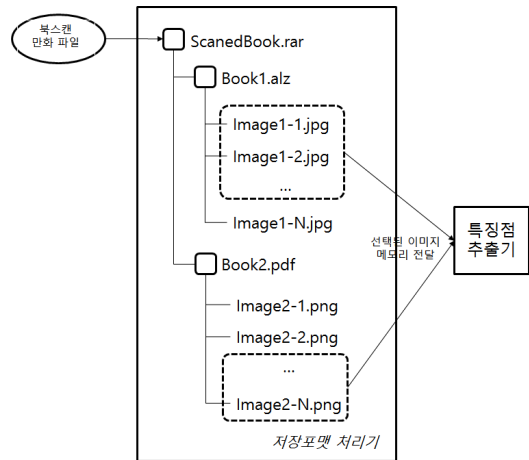 북스캔
만화 파일
ScanedBook.rar
Book1.alz
Image1-1.jpg
Image1-2.jpg
...
Image1-N.jpg
선택된 이미지
메모리 전달
특징점
추출기
Book2.pdf
Image2-1.png
Image2-2.png
...
Image2-N.png
저장포맷 처리기